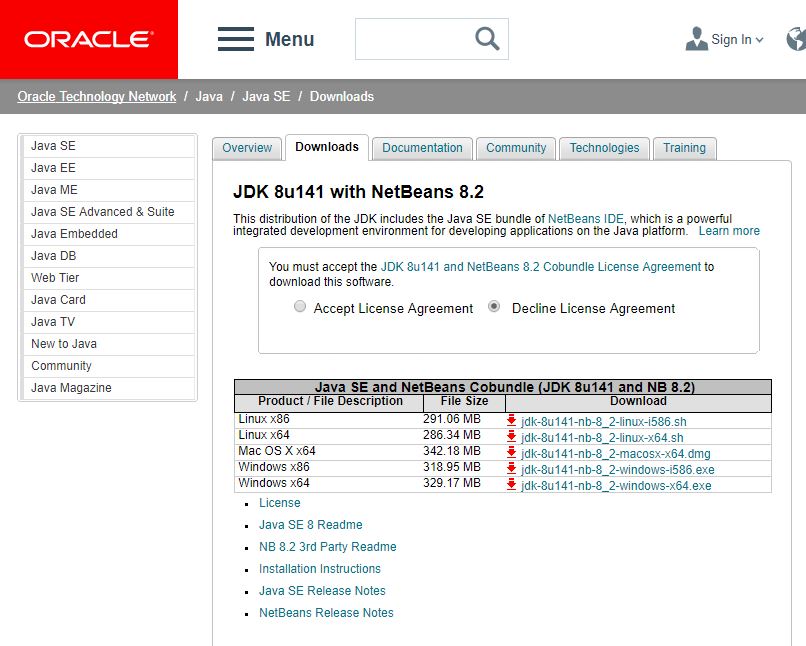 ORACLE
Menu
Sign In
Oracle Technology Network / Java / Java SE / Downloads
Java SE
Java EE
Java ME
Java SE Advanced & Suite
Java Embedded
Java DB
Web Tier
Java Card
Java TV
New to Java
Community
Java Magazine
Overview Downloads Documentation Community Technologies Training
JDK 8u141 with NetBeans 8.2
This distribution of the JDK includes the Java SE bundle of NetBeans IDE, which is a powerful
integrated development environment for developing applications on the Java platform. Learn more
You must accept the JDK 8u141 and NetBeans 8.2 Cobundle License Agreement to
download this software.
Accept License Agreement Decline License Agreement
Java SE and NetBeans Cobundle (JDK 8u141 and NB 8.2)
Product / File Description File Size Download
Linux x86 291.06 MB jdk-8u141-nb-8_2-linux-i586.sh
Linux x64 286.34 MB jdk-8u141-nb-8_2-linux-x64.sh
Mac OS X x64 342.18 MB jdk-8u141-nb-8_2-macosx-x64.dmg
Windows x86 318.95 MB jdk-8u141-nb-8_2-windows-i586.exe
Windows x64 329.17 MB jdk-8u141-nb-8_2-windows-x64.exe
License
Java SE 8 Readme
NB 8.2 3rd Party Readme
Installation Instructions
Java SE Release Notes
NetBeans Release Notes